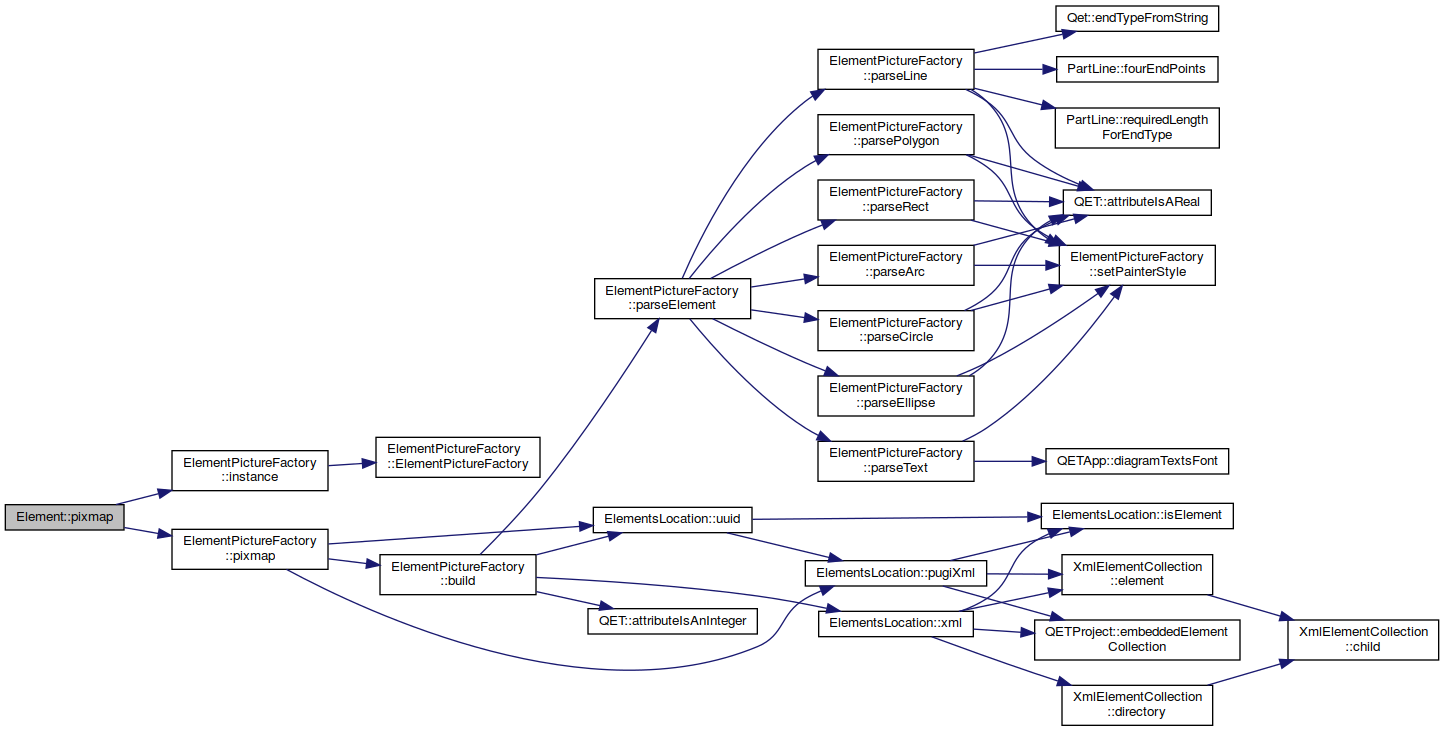 Element::pixmap
ElementPictureFactory
::instance
ElementPictureFactory
::ElementPictureFactory
ElementPictureFactory
::pixmap
ElementPictureFactory
::build
ElementPictureFactory
::parseElement
ElementsLocation::uuid
QET::attributeIsAnInteger
ElementPictureFactory
::parseLine
ElementPictureFactory
::parsePolygon
ElementPictureFactory
::parseRect
ElementPictureFactory
::parseArc
ElementPictureFactory
::parseCircle
ElementPictureFactory
::parseEllipse
ElementPictureFactory
::parseText
ElementsLocation::pugiXml
ElementsLocation::xml
Qet::endTypeFromString
PartLine::fourEndPoints
PartLine::requiredLength
ForEndType
QET::attributeIsAReal
ElementPictureFactory
::setPainterStyle
QETApp::diagramTextsFont
ElementsLocation::isElement
XmlElementCollection
::element
QETProject::embeddedElement
Collection
XmlElementCollection
::directory
XmlElementCollection
::child